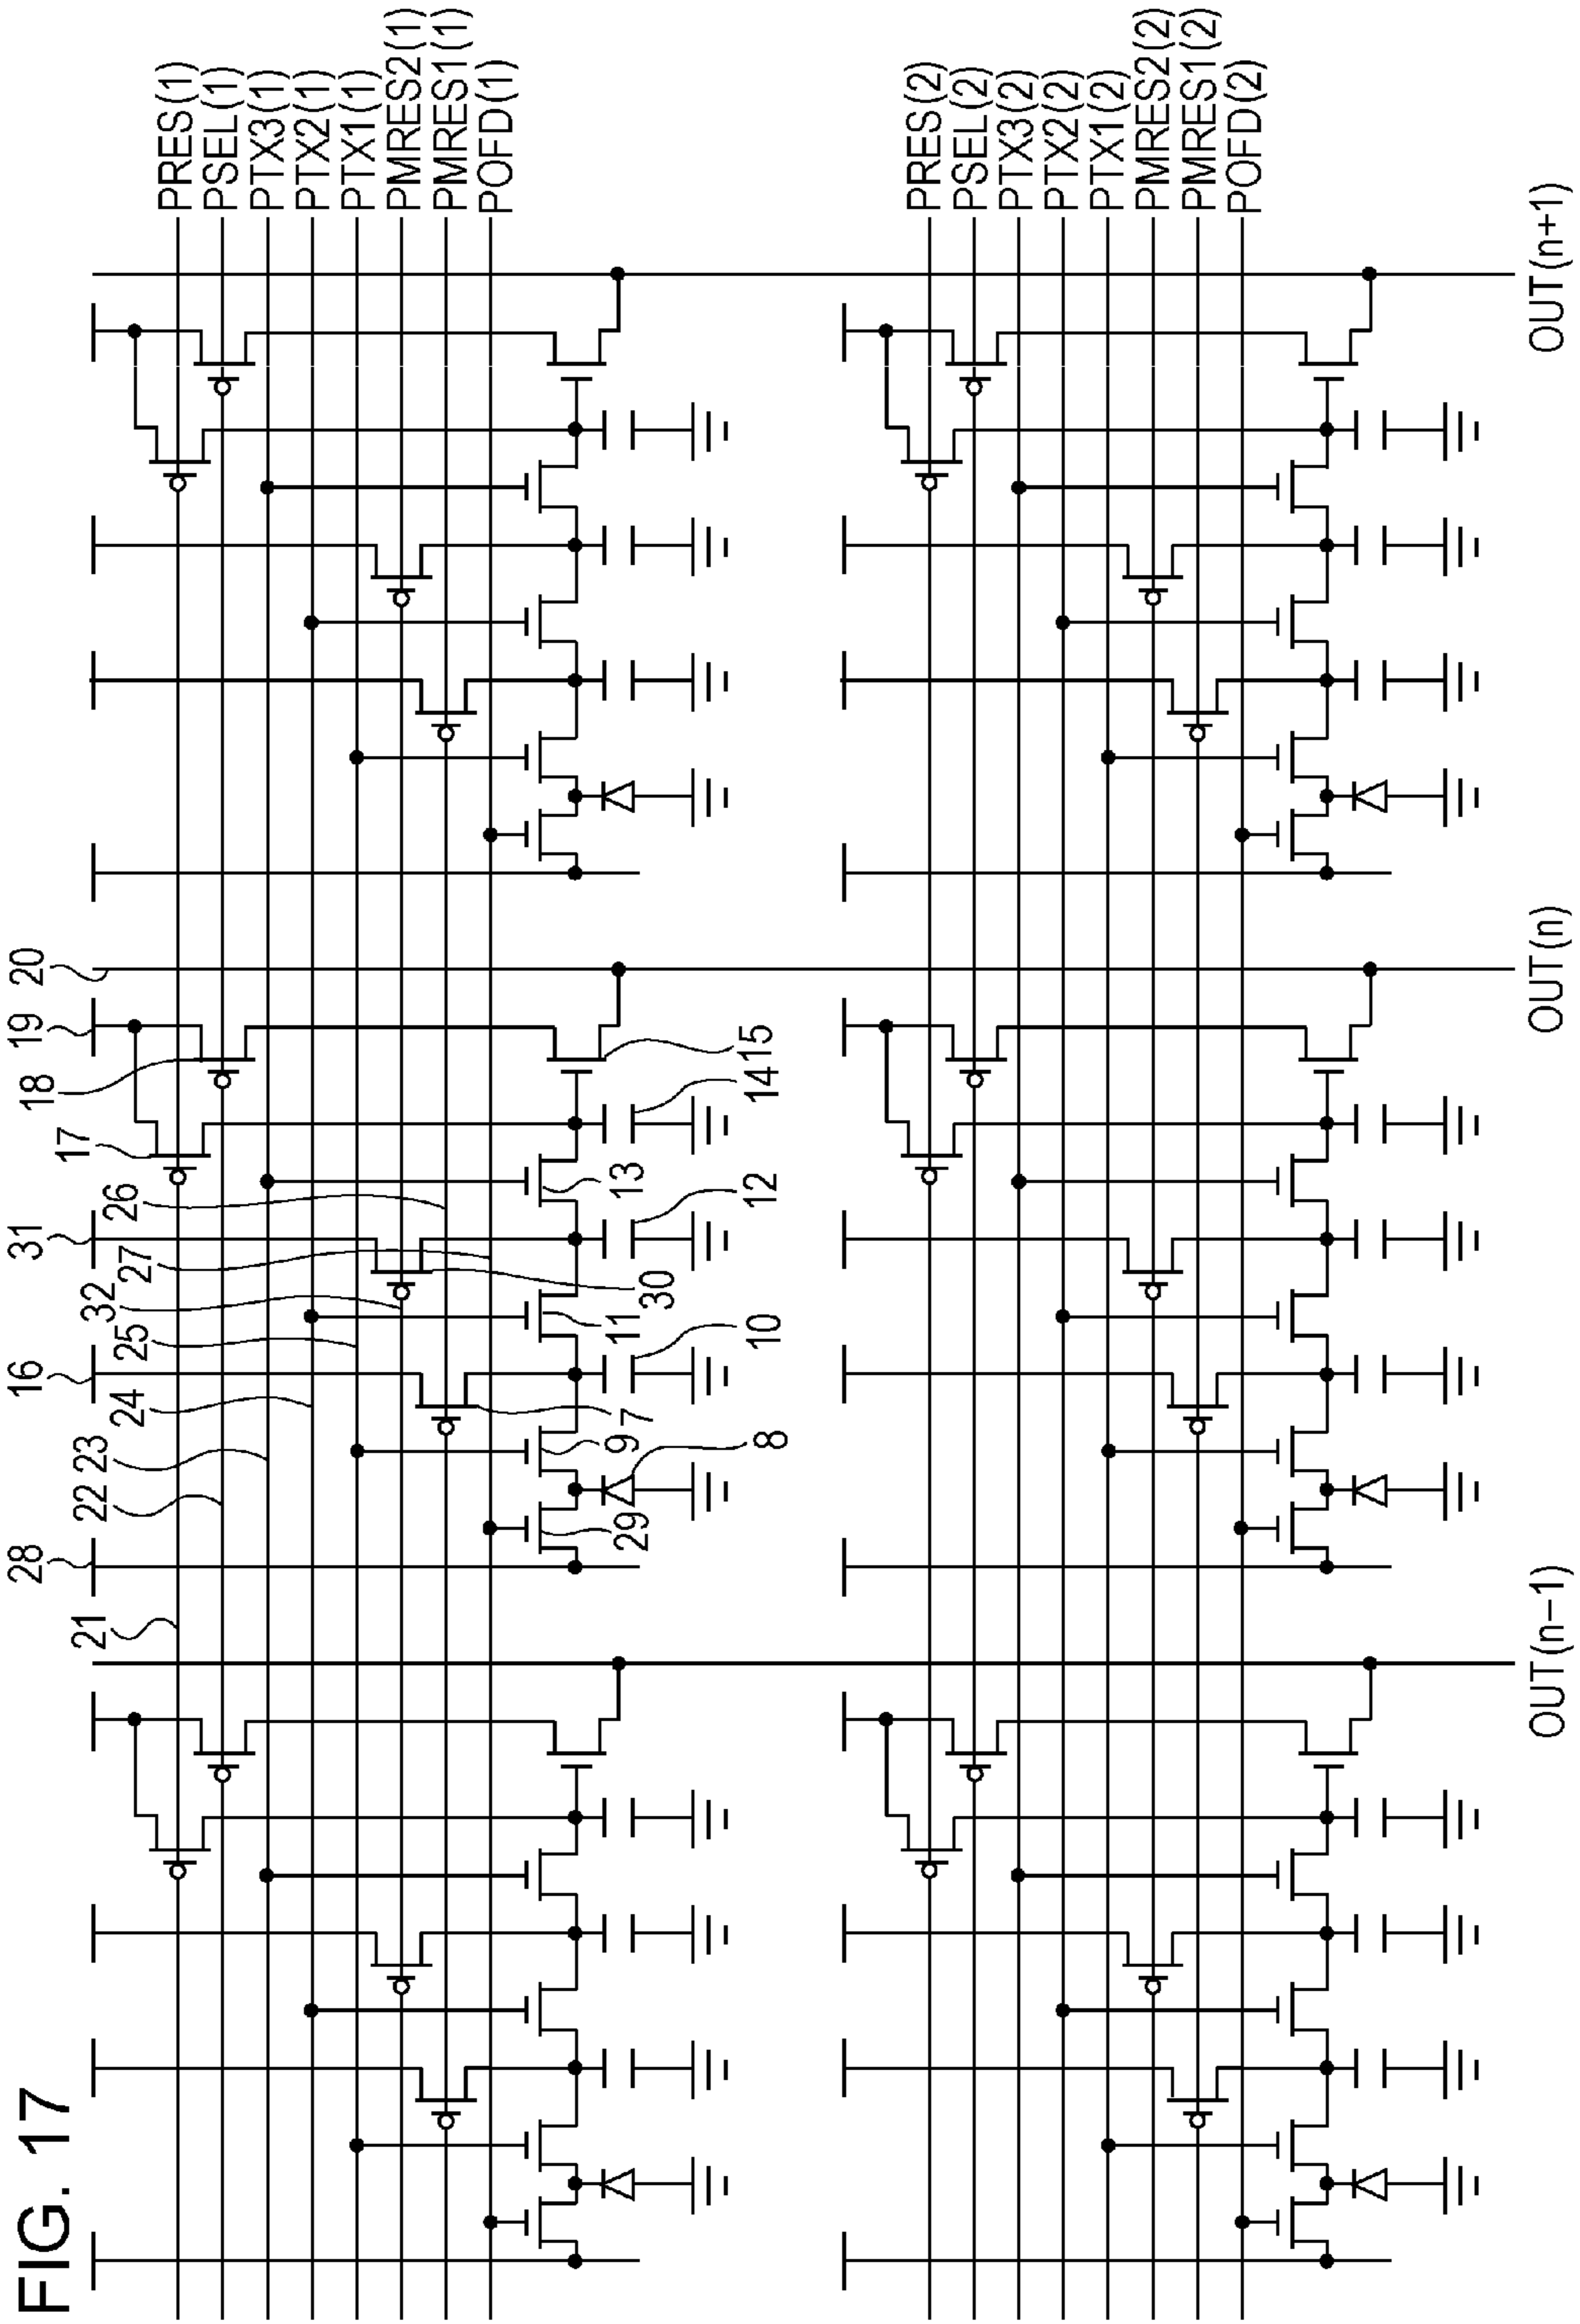 FIG. 17
28
16
31
19
20
21
22
23
24
25
32
27
26
17
18
PRES(1)
PSEL(1)
PTX3(1)
PTX2(1)
PTX1(1)
PMRES2(1)
PMRES1(1)
POFD(1)
29
9
7
11
30
13
8
10
12
14
15
PRES(2)
PSEL(2)
PTX3(2)
PTX2(2)
PTX1(2)
PMRES2(2)
PMRES1(2)
POFD(2)
OUT(n−1)
OUT(n)
OUT(n+1)